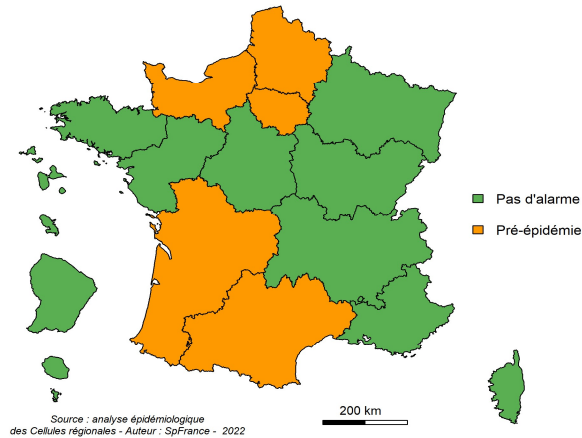 Pas d'alarme
Pré-épidémie
200 km
Source : analyse épidémiologique
des Cellules régionales - Auteur : SpFrance - 2022